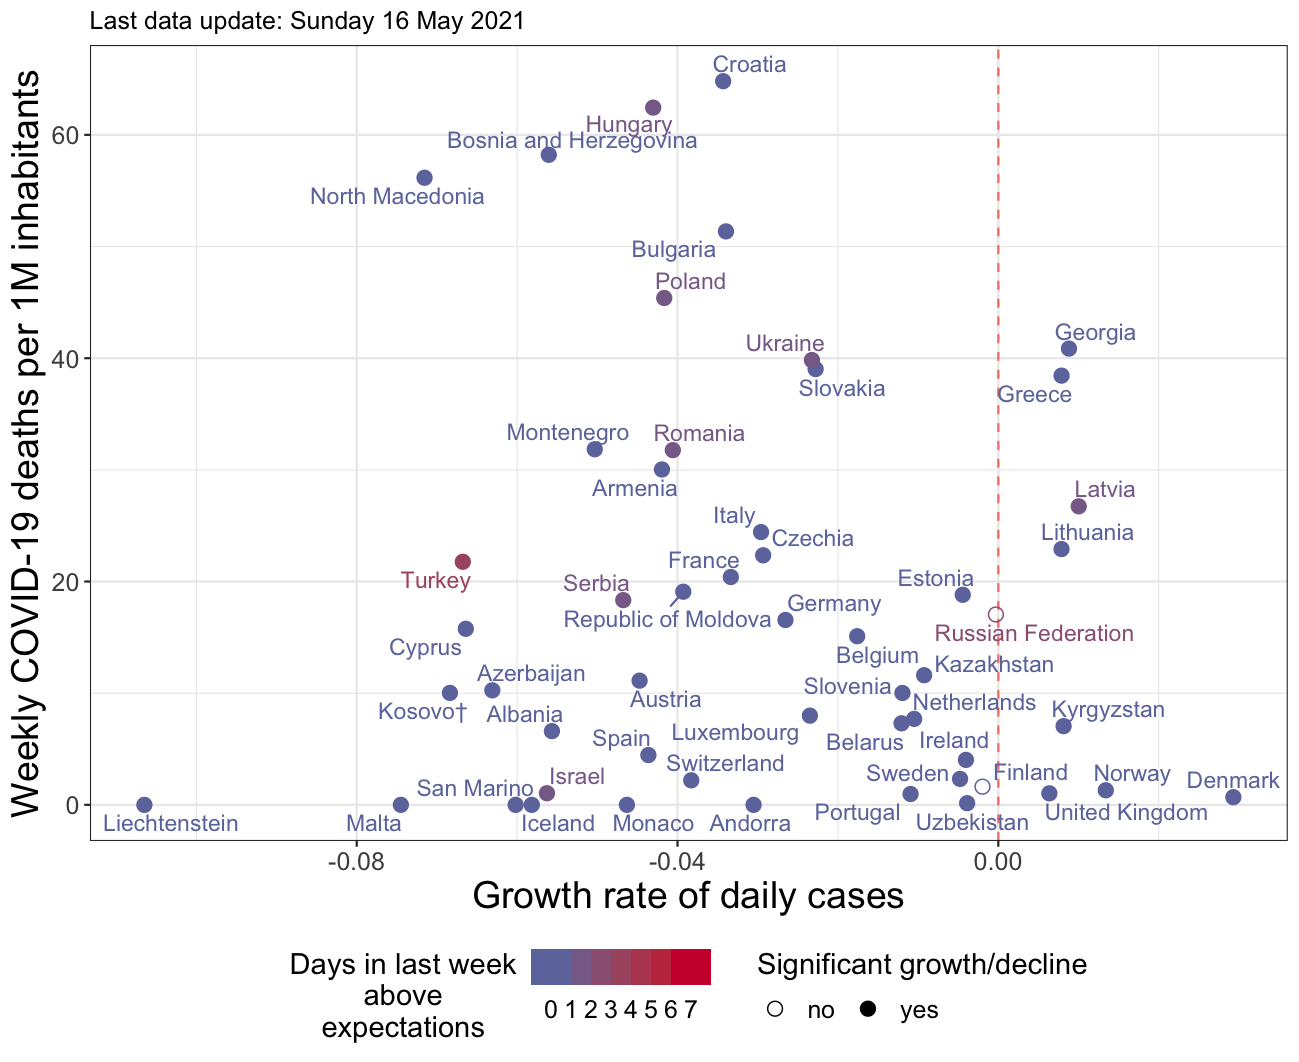 Last data update: Sunday 16 May 2021
Weekly COVID-19 deaths per 1M inhabitants
60
40
20
0
Croatia
Hungary
Bosnia and Herzegovina
North Macedonia
Bulgaria
Poland
Georgia
Ukraine
Slovakia
Greece
Montenegro
Romania
Armenia
Latvia
Italy
Lithuania
Czechia
France
Turkey
Serbia
Estonia
Republic of Moldova
Germany
Russian Federation
Cyprus
Belgium
Kazakhstan
Azerbaijan
Slovenia
Austria
Netherlands
Kosovo†
Albania
Kyrgyzstan
Luxembourg
Spain
Belarus
Ireland
Switzerland
Sweden
Finland
Norway
Israel
Denmark
San Marino
Portugal
United Kingdom
Liechtenstein
Malta
Iceland
Monaco
Andorra
Uzbekistan
-0.08
-0.04
0.00
Growth rate of daily cases
Days in last week
above
expectations
0 1 2 3 4 5 6 7
Significant growth/decline
no
yes